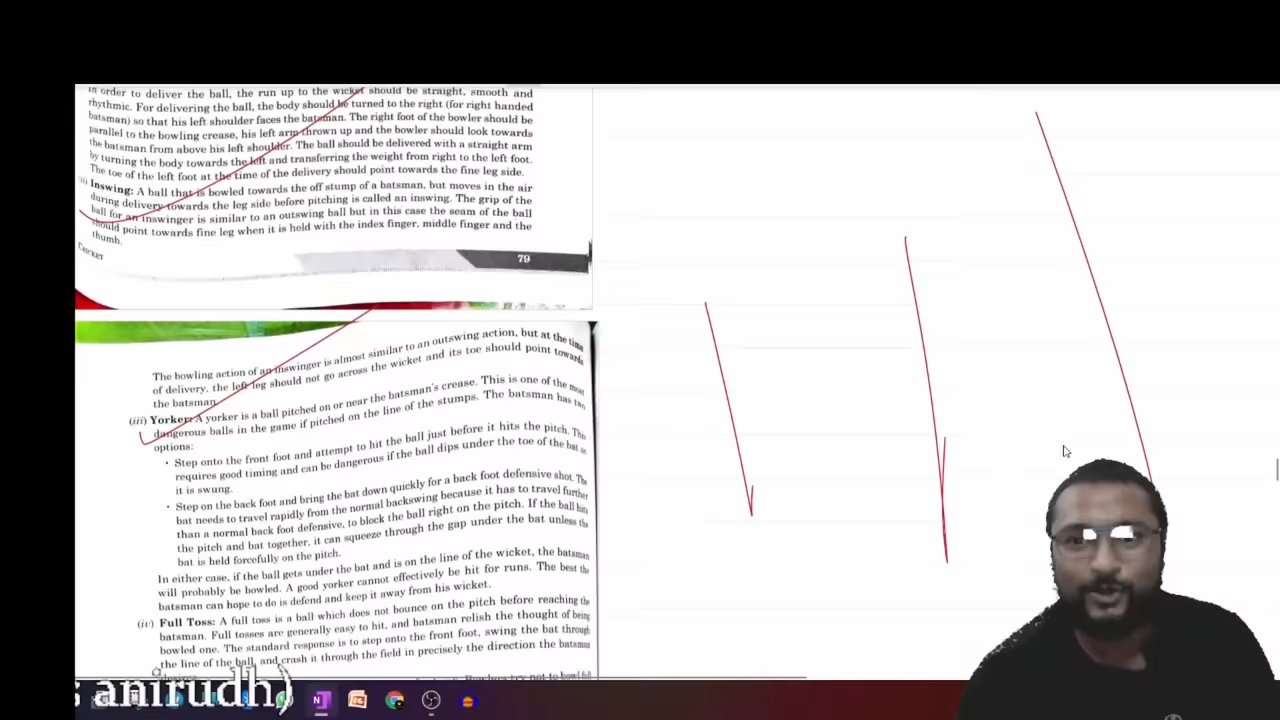 In order to deliver the ball, the run up to the wicket should be straight, smooth and
rhythmic. For delivering the ball, the body should be turned to the right (for right handed
batsman) so that his left shoulder faces the batsman. The right foot of the bowler should be
parallel to the bowling crease, his left arm thrown up and the bowler should look towards
the batsman from above his left shoulder. The ball should be delivered with a straight arm
by turning the body towards the left and transferring the weight from right to the left foot.
The toe of the left foot at the time of the delivery should point towards the fine leg side.
Inswing: A ball that is bowled towards the off stump of a batsman, but moves in the air
during delivery towards the leg side before pitching is called an inswing. The grip of the
ball for an inswinger is similar to an outswing ball but in this case the seam of the ball
should point towards fine leg when it is held with the index finger, middle finger and the
thumb.
CRICKET
79
The bowling action of an inswinger is almost similar to an outswing action, but at the time
of delivery, the left leg should not go across the wicket and its toe should point towards
the batsman.
(iii) Yorker: A yorker is a ball pitched on or near the batsman's crease. This is one of the most
dangerous balls in the game if pitched on the line of the stumps. The batsman has two
options:
• Step onto the front foot and attempt to hit the ball just before it hits the pitch. This
requires good timing and can be dangerous if the ball dips under the toe of the bat as
it is swung.
• Step on the back foot and bring the bat down quickly for a back foot defensive shot. The
bat needs to travel rapidly from the normal backswing because it has to travel further
than a normal back foot defensive, to block the ball right on the pitch. If the ball hits
the pitch and bat together, it can squeeze through the gap under the bat unless the
bat is held forcefully on the pitch.
In either case, if the ball gets under the bat and is on the line of the wicket, the batsman
will probably be bowled. A good yorker cannot effectively be hit for runs. The best the
batsman can hope to do is defend and keep it away from his wicket.
(iv) Full Toss: A full toss is a ball which does not bounce on the pitch before reaching the
batsman. Full tosses are generally easy to hit, and batsman relish the thought of being
bowled one. The standard response is to step onto the front foot, swing the bat through
the line of the ball, and crash it through the field in precisely the direction the batsman
s anirudh)